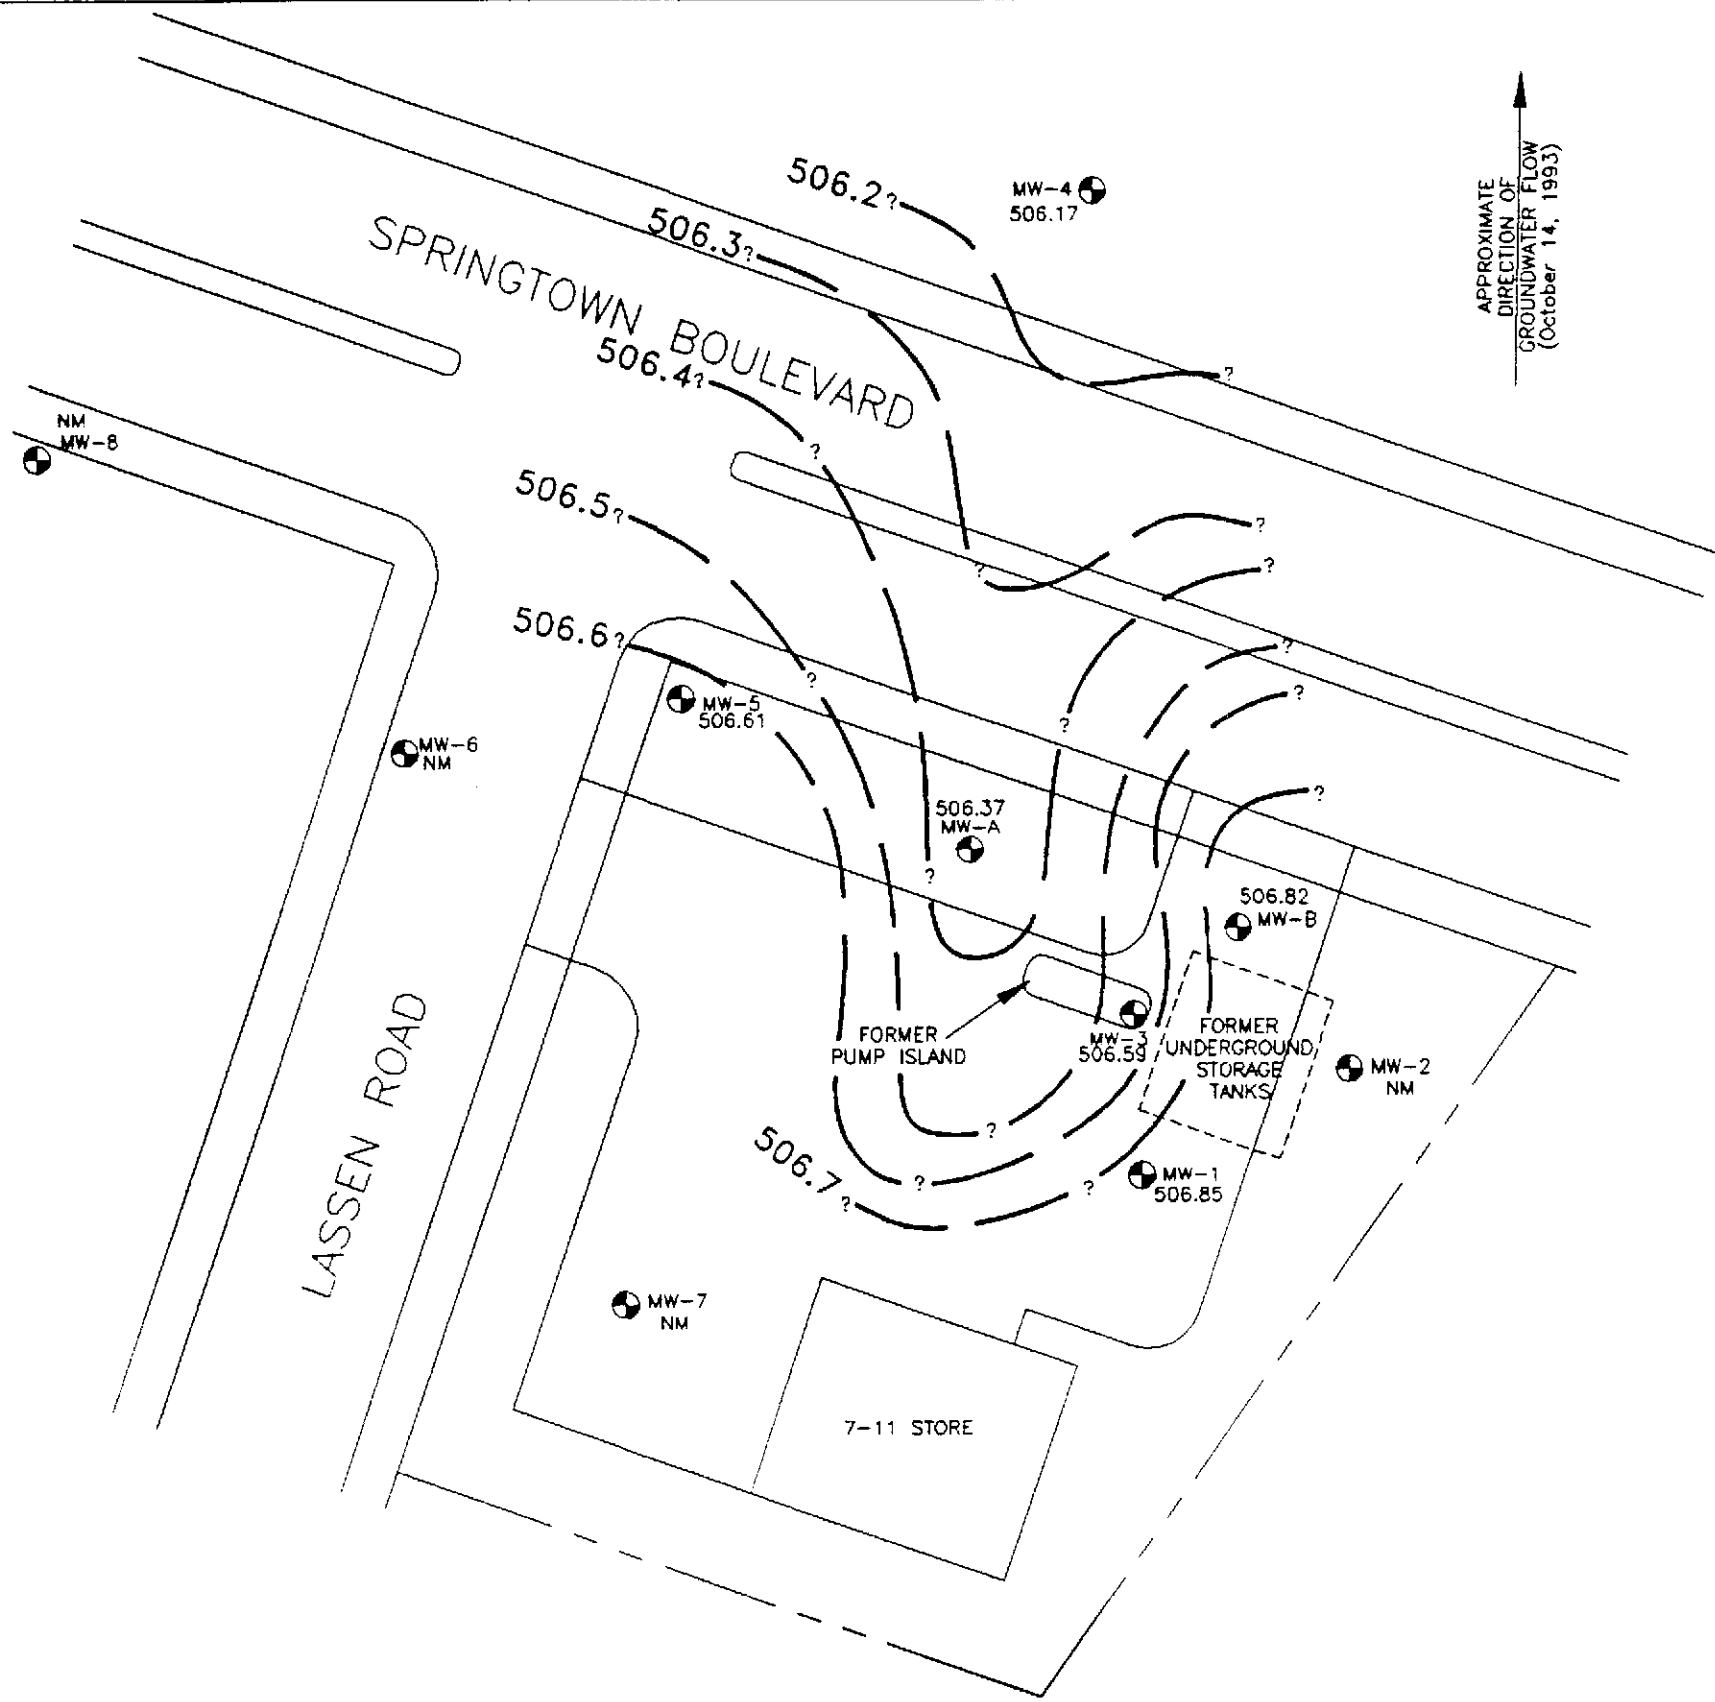 506.2?
MW-4
506.17
APPROXIMATE
DIRECTION OF
GROUNDWATER FLOW
(October 14, 1993)
506.3?
SPRINGTOWN BOULEVARD
506.4?
?
?
NM
MW-8
506.5?
?
?
?
506.6?
?
?
?
MW-5
506.61
?
MW-6
NM
?
506.37
MW-A
?
506.82
MW-B
FORMER
PUMP ISLAND
MW-3
506.59
FORMER
UNDERGROUND
STORAGE
TANKS
MW-2
NM
LASSEN ROAD
?
506.7?
?
?
MW-1
506.85
MW-7
NM
7-11 STORE